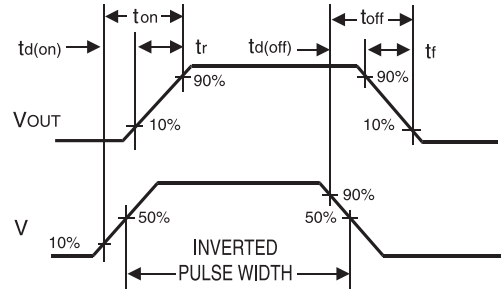 ton toff
td(on) tr td(off) tf
90% 90%
VOUT 10% 10%
90%
V 50% 50%
10% INVERTED
PULSE WIDTH